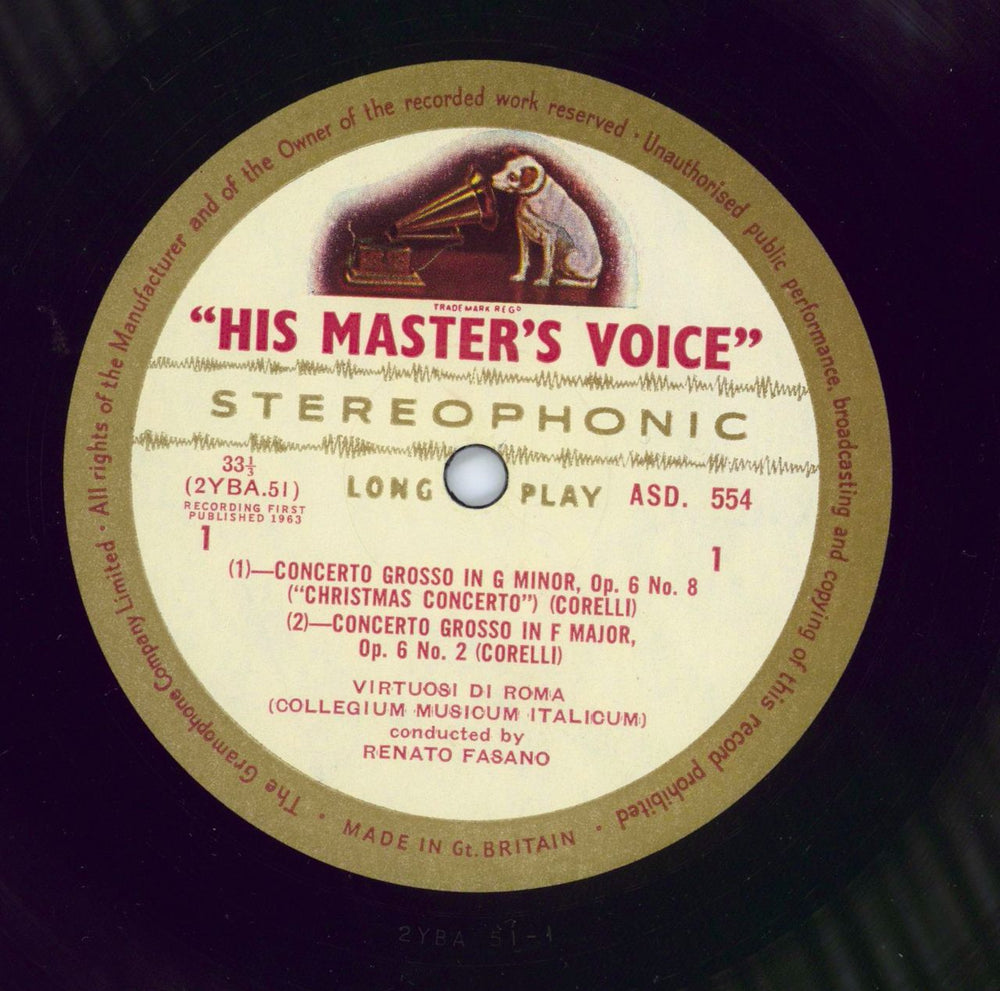 The Gramophone Company Limited · All rights of the Manufacturer and of the Owner of the recorded work reserved · Unauthorised public performance, broadcasting and copying of this record prohibited ·
TRADE MARK REGD
“HIS MASTER'S VOICE”
STEREOPHONIC
33⅓
(2YBA.51)
RECORDING FIRST
PUBLISHED 1963
LONG PLAY
ASD. 554
1
1
(1)—CONCERTO GROSSO IN G MINOR, Op. 6 No. 8
(“CHRISTMAS CONCERTO”) (CORELLI)
(2)—CONCERTO GROSSO IN F MAJOR,
Op. 6 No. 2 (CORELLI)
VIRTUOSI DI ROMA
(COLLEGIUM MUSICUM ITALICUM)
conducted by
RENATO FASANO
MADE IN Gt. BRITAIN
2YBA 51-1